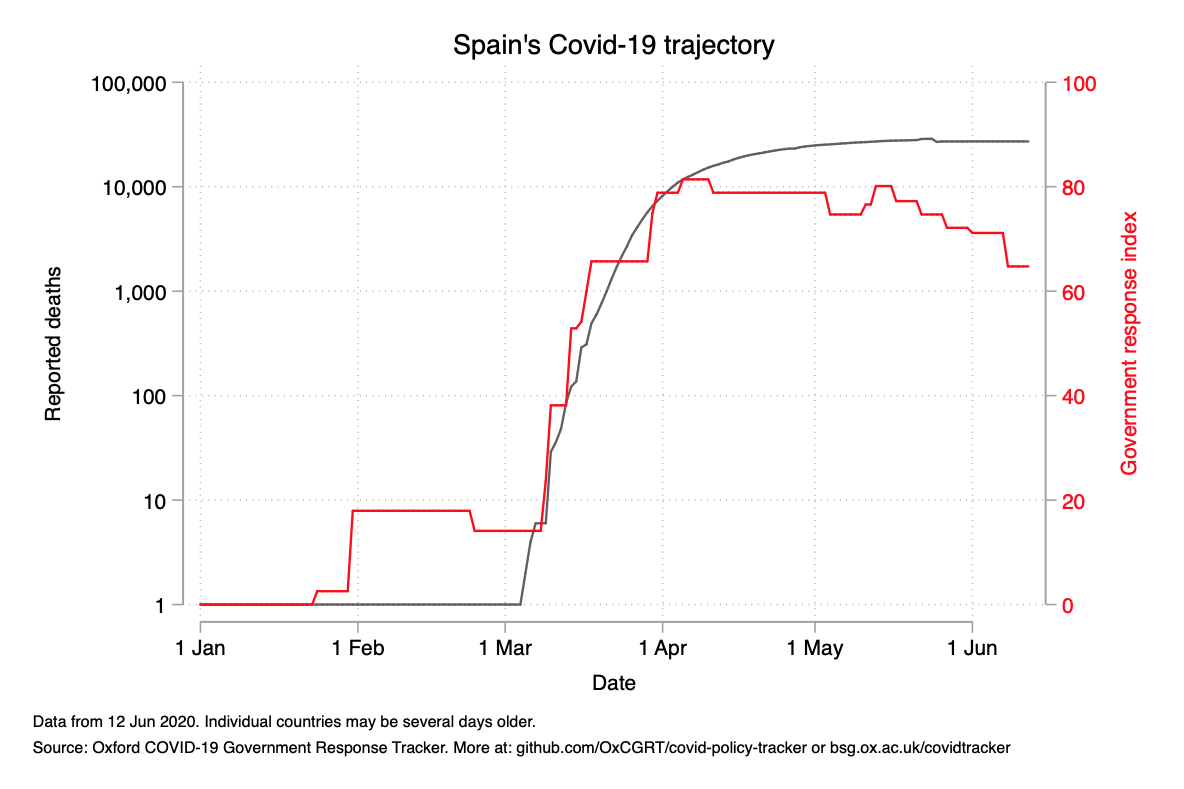 Spain's Covid-19 trajectory
100,000
10,000
1,000
100
10
1
Reported deaths
100
80
60
40
20
0
Government response index
1 Jan
1 Feb
1 Mar
1 Apr
1 May
1 Jun
Date
Data from 12 Jun 2020. Individual countries may be several days older.
Source: Oxford COVID-19 Government Response Tracker. More at: github.com/OxCGRT/covid-policy-tracker or bsg.ox.ac.uk/covidtracker